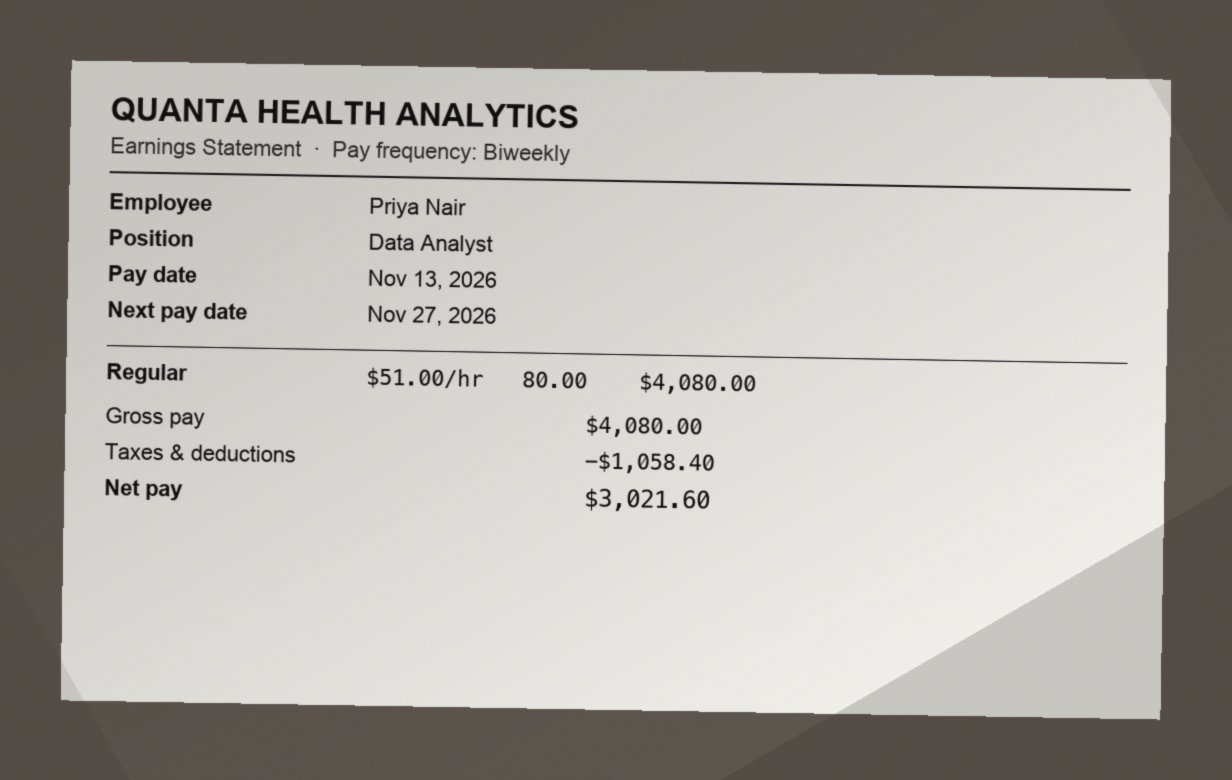 QUANTA HEALTH ANALYTICS
Earnings Statement · Pay frequency: Biweekly
Employee Priya Nair
Position Data Analyst
Pay date Nov 13, 2026
Next pay date Nov 27, 2026
Regular $51.00/hr 80.00 $4,080.00
Gross pay $4,080.00
Taxes & deductions −$1,058.40
Net pay $3,021.60